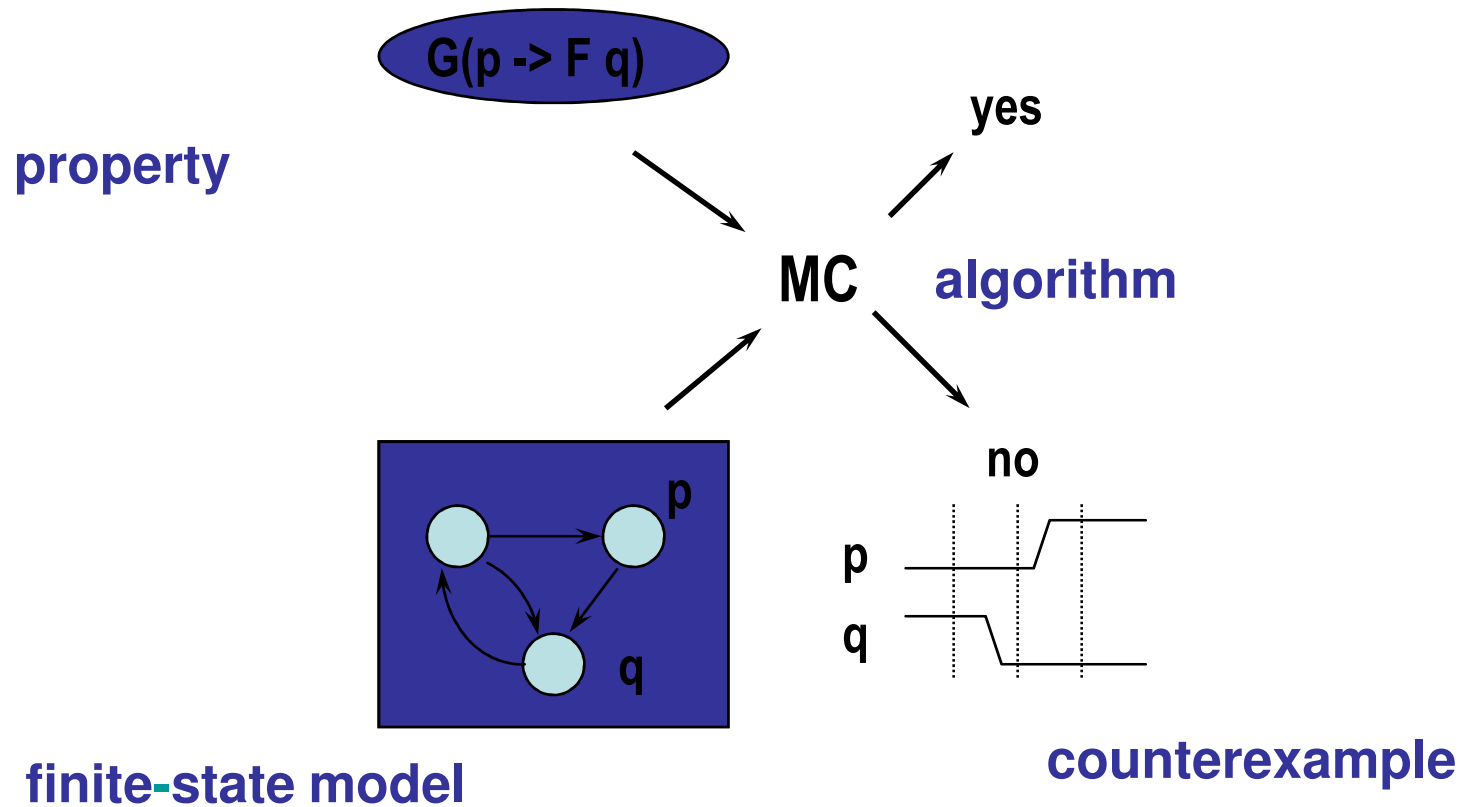 G(p -> F q)
yes
property
MC
algorithm
no
p
p
q
q
counterexample
finite-state model